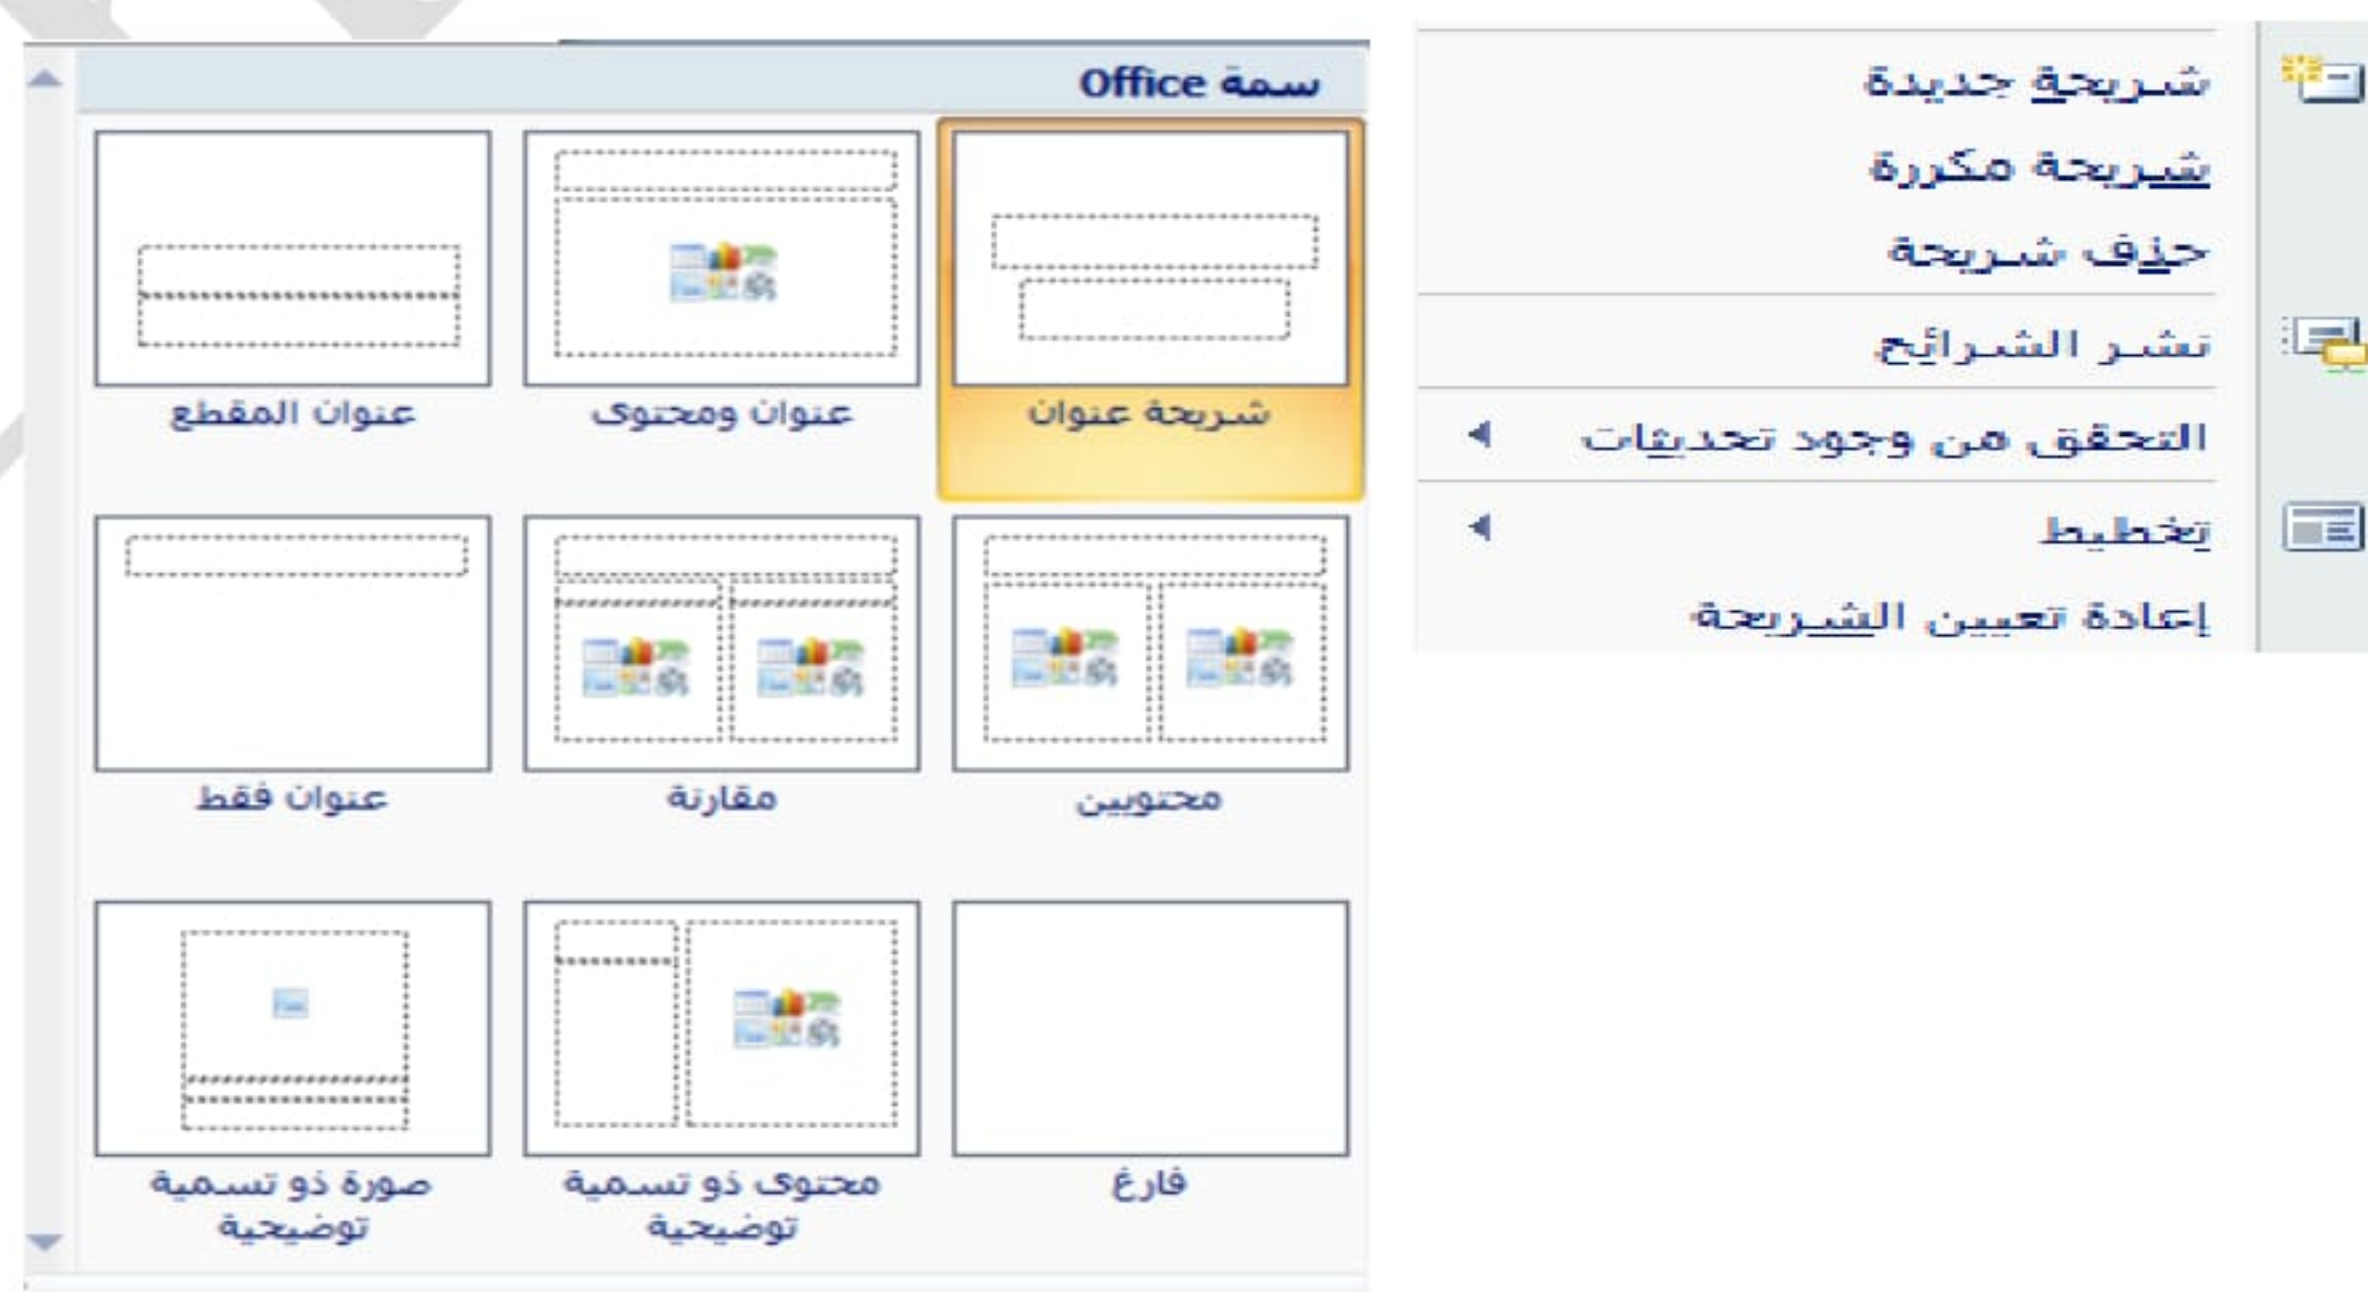 شريحة جديدة
شريحة مكررة
حذف شريحة
نشر الشرائح
التحقق من وجود تحديثات
تخطيط
إعادة تعيين الشريحة
سمة Office
شريحة عنوان
عنوان ومحتوى
عنوان المقطع
محتويين
مقارنة
عنوان فقط
فارغ
محتوى ذو تسمية
توضيحية
صورة ذو تسمية
توضيحية